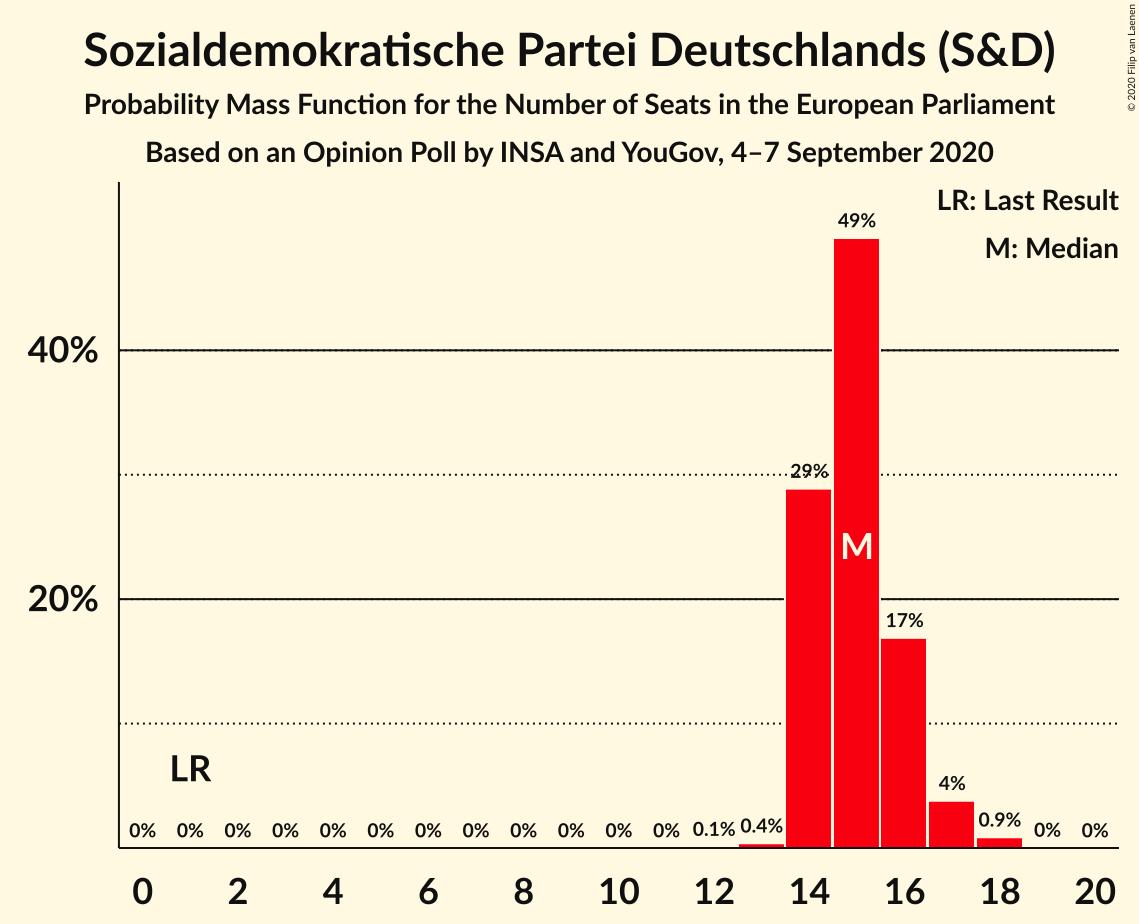 Sozialdemokratische Partei Deutschlands (S&D)
Probability Mass Function for the Number of Seats in the European Parliament
Based on an Opinion Poll by INSA and YouGov, 4–7 September 2020
© 2020 Filip van Laenen
LR: Last Result
M: Median
49%
40%
29%
M
20%
17%
LR
4%
0% 0% 0% 0% 0% 0% 0% 0% 0% 0% 0% 0% 0.1% 0.4% 0.9% 0% 0%
0 2 4 6 8 10 12 14 16 18 20